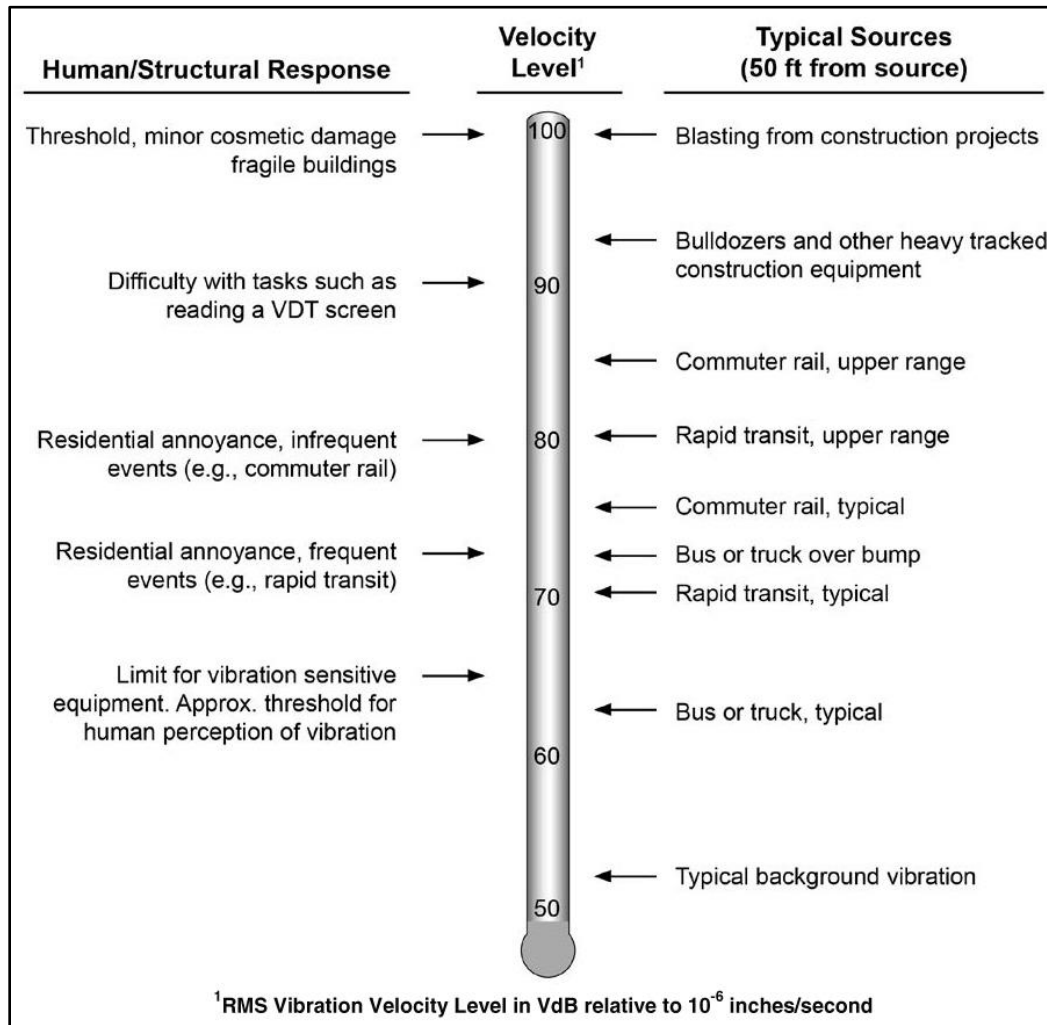 Human/Structural Response
Velocity
Level¹
Typical Sources
(50 ft from source)
Threshold, minor cosmetic damage
fragile buildings
100
Blasting from construction projects
Bulldozers and other heavy tracked
construction equipment
Difficulty with tasks such as
reading a VDT screen
90
Commuter rail, upper range
Residential annoyance, infrequent
events (e.g., commuter rail)
80
Rapid transit, upper range
Commuter rail, typical
Residential annoyance, frequent
events (e.g., rapid transit)
Bus or truck over bump
70
Rapid transit, typical
Limit for vibration sensitive
equipment. Approx. threshold for
human perception of vibration
Bus or truck, typical
60
Typical background vibration
50
¹RMS Vibration Velocity Level in VdB relative to 10⁻⁶ inches/second